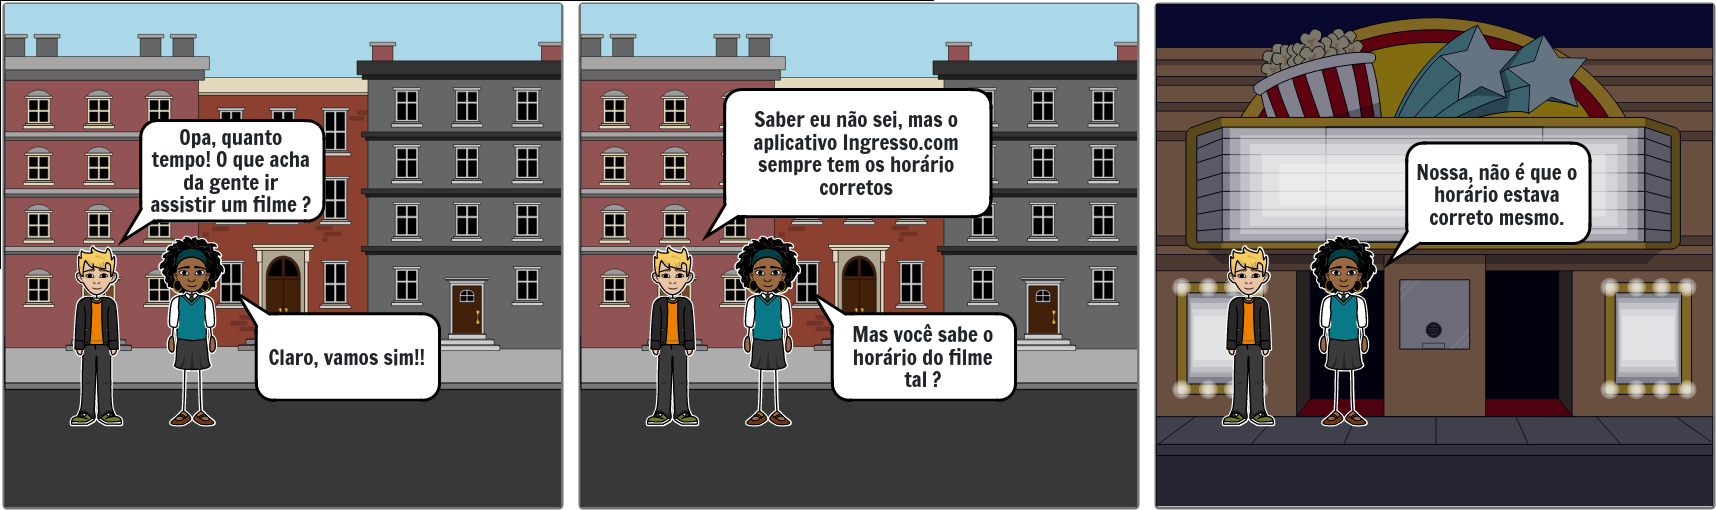 Opa, quanto
tempo! O que acha
da gente ir
assistir um filme ?
Claro, vamos sim!!
Saber eu não sei, mas o
aplicativo Ingresso.com
sempre tem os horário
corretos
Mas você sabe o
horário do filme
tal ?
Nossa, não é que o
horário estava
correto mesmo.